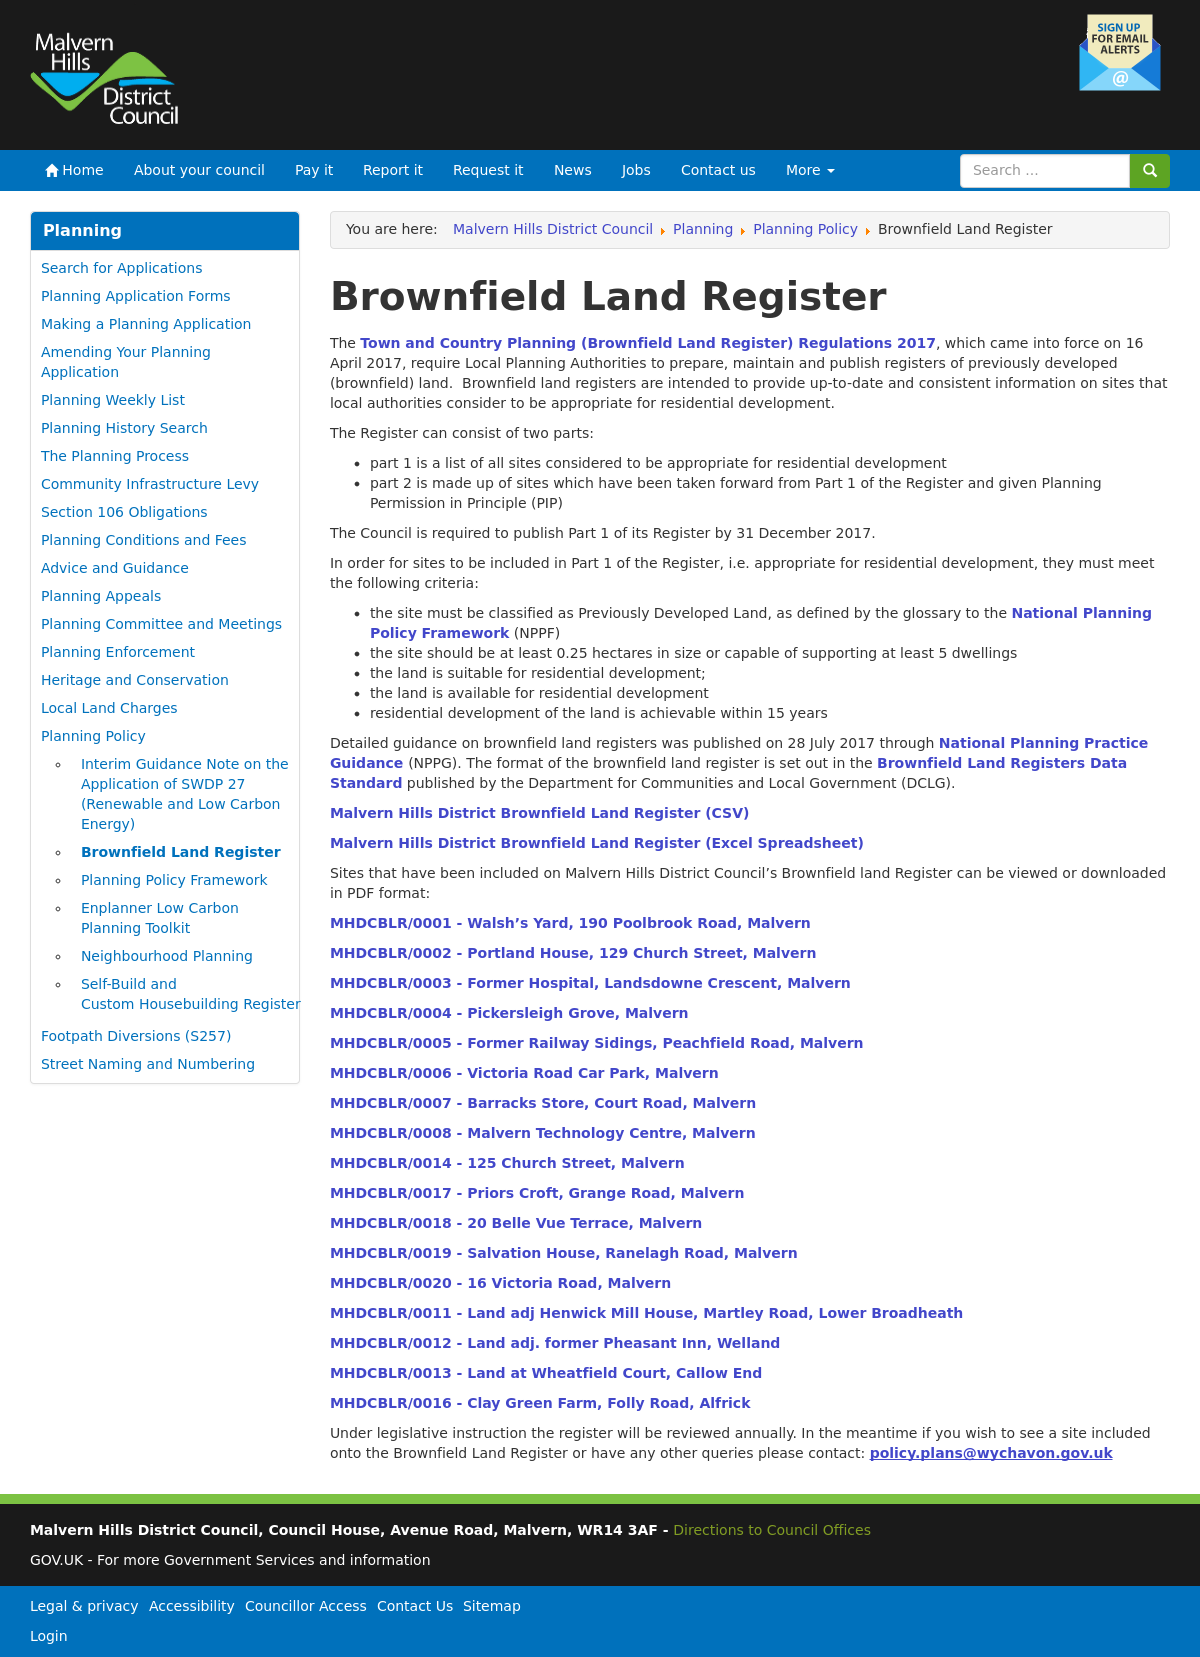 Malvern
Hills
District
Council
SIGN UP
FOR EMAIL
ALERTS
@
Home About your council Pay it Report it Request it News Jobs Contact us More Search ...
Planning
Search for Applications
Planning Application Forms
Making a Planning Application
Amending Your Planning
Application
Planning Weekly List
Planning History Search
The Planning Process
Community Infrastructure Levy
Section 106 Obligations
Planning Conditions and Fees
Advice and Guidance
Planning Appeals
Planning Committee and Meetings
Planning Enforcement
Heritage and Conservation
Local Land Charges
Planning Policy
Interim Guidance Note on the
Application of SWDP 27
(Renewable and Low Carbon
Energy)
Brownfield Land Register
Planning Policy Framework
Enplanner Low Carbon
Planning Toolkit
Neighbourhood Planning
Self-Build and
Custom Housebuilding Register
Footpath Diversions (S257)
Street Naming and Numbering
You are here: Malvern Hills District Council Planning Planning Policy Brownfield Land Register
Brownfield Land Register
The Town and Country Planning (Brownfield Land Register) Regulations 2017, which came into force on 16
April 2017, require Local Planning Authorities to prepare, maintain and publish registers of previously developed
(brownfield) land.  Brownfield land registers are intended to provide up-to-date and consistent information on sites that
local authorities consider to be appropriate for residential development.
The Register can consist of two parts:
• part 1 is a list of all sites considered to be appropriate for residential development
• part 2 is made up of sites which have been taken forward from Part 1 of the Register and given Planning
Permission in Principle (PIP)
The Council is required to publish Part 1 of its Register by 31 December 2017.
In order for sites to be included in Part 1 of the Register, i.e. appropriate for residential development, they must meet
the following criteria:
• the site must be classified as Previously Developed Land, as defined by the glossary to the National Planning
Policy Framework (NPPF)
• the site should be at least 0.25 hectares in size or capable of supporting at least 5 dwellings
• the land is suitable for residential development;
• the land is available for residential development
• residential development of the land is achievable within 15 years
Detailed guidance on brownfield land registers was published on 28 July 2017 through National Planning Practice
Guidance (NPPG). The format of the brownfield land register is set out in the Brownfield Land Registers Data
Standard published by the Department for Communities and Local Government (DCLG).
Malvern Hills District Brownfield Land Register (CSV)
Malvern Hills District Brownfield Land Register (Excel Spreadsheet)
Sites that have been included on Malvern Hills District Council’s Brownfield land Register can be viewed or downloaded
in PDF format:
MHDCBLR/0001 - Walsh’s Yard, 190 Poolbrook Road, Malvern
MHDCBLR/0002 - Portland House, 129 Church Street, Malvern
MHDCBLR/0003 - Former Hospital, Landsdowne Crescent, Malvern
MHDCBLR/0004 - Pickersleigh Grove, Malvern
MHDCBLR/0005 - Former Railway Sidings, Peachfield Road, Malvern
MHDCBLR/0006 - Victoria Road Car Park, Malvern
MHDCBLR/0007 - Barracks Store, Court Road, Malvern
MHDCBLR/0008 - Malvern Technology Centre, Malvern
MHDCBLR/0014 - 125 Church Street, Malvern
MHDCBLR/0017 - Priors Croft, Grange Road, Malvern
MHDCBLR/0018 - 20 Belle Vue Terrace, Malvern
MHDCBLR/0019 - Salvation House, Ranelagh Road, Malvern
MHDCBLR/0020 - 16 Victoria Road, Malvern
MHDCBLR/0011 - Land adj Henwick Mill House, Martley Road, Lower Broadheath
MHDCBLR/0012 - Land adj. former Pheasant Inn, Welland
MHDCBLR/0013 - Land at Wheatfield Court, Callow End
MHDCBLR/0016 - Clay Green Farm, Folly Road, Alfrick
Under legislative instruction the register will be reviewed annually. In the meantime if you wish to see a site included
onto the Brownfield Land Register or have any other queries please contact: policy.plans@wychavon.gov.uk
Malvern Hills District Council, Council House, Avenue Road, Malvern, WR14 3AF - Directions to Council Offices
GOV.UK - For more Government Services and information
Legal & privacy Accessibility Councillor Access Contact Us Sitemap
Login